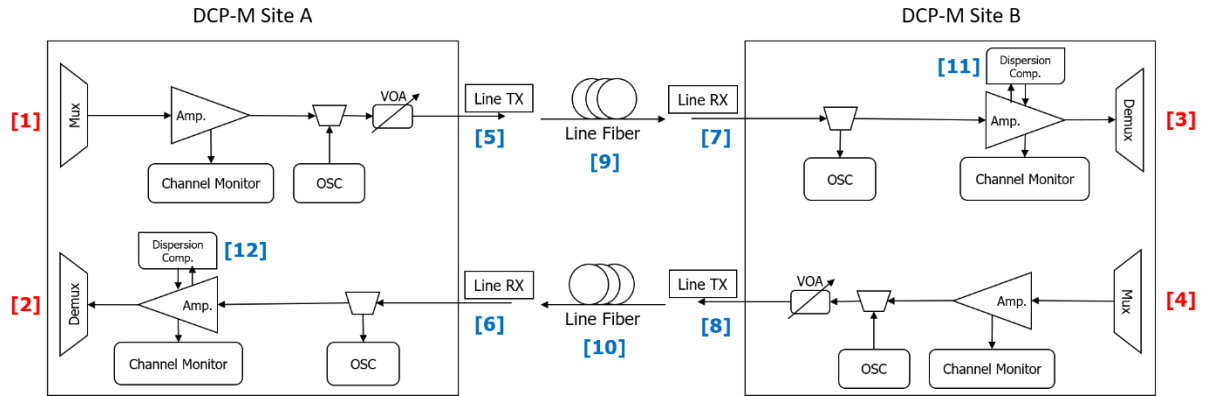 DCP-M Site A
DCP-M Site B
[1]
Mux
Amp.
Channel Monitor
OSC
VOA
Line TX
[5]
Line Fiber
[9]
Line RX
[7]
OSC
[11]
Dispersion
Comp.
Amp.
Channel Monitor
Demux
[3]
[2]
Demux
Dispersion
Comp.
[12]
Amp.
Channel Monitor
OSC
Line RX
[6]
Line Fiber
[10]
Line TX
[8]
VOA
OSC
Amp.
Channel Monitor
Mux
[4]